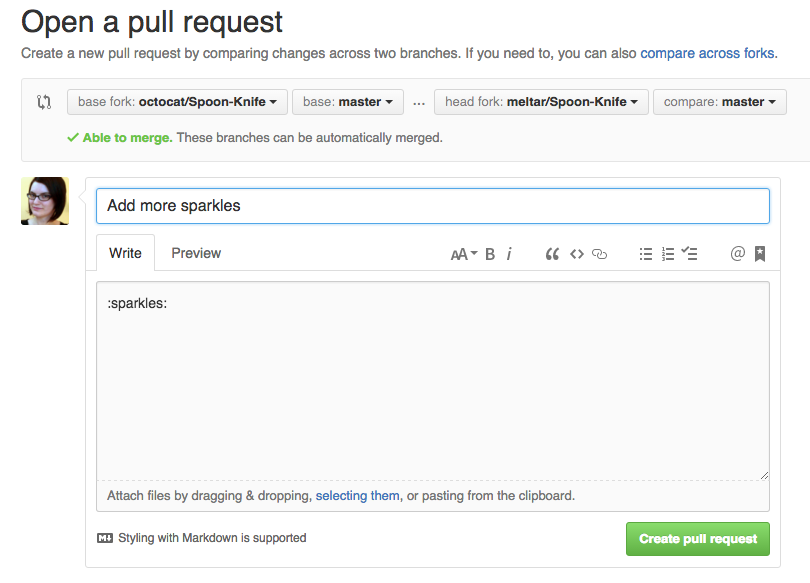 Open a pull request
Create a new pull request by comparing changes across two branches. If you need to, you can also compare across forks.
base fork: octocat/Spoon-Knife base: master ... head fork: meltar/Spoon-Knife compare: master
Able to merge. These branches can be automatically merged.
Add more sparkles
Write Preview AA B i @
:sparkles:
Attach files by dragging & dropping, selecting them, or pasting from the clipboard.
Styling with Markdown is supported Create pull request